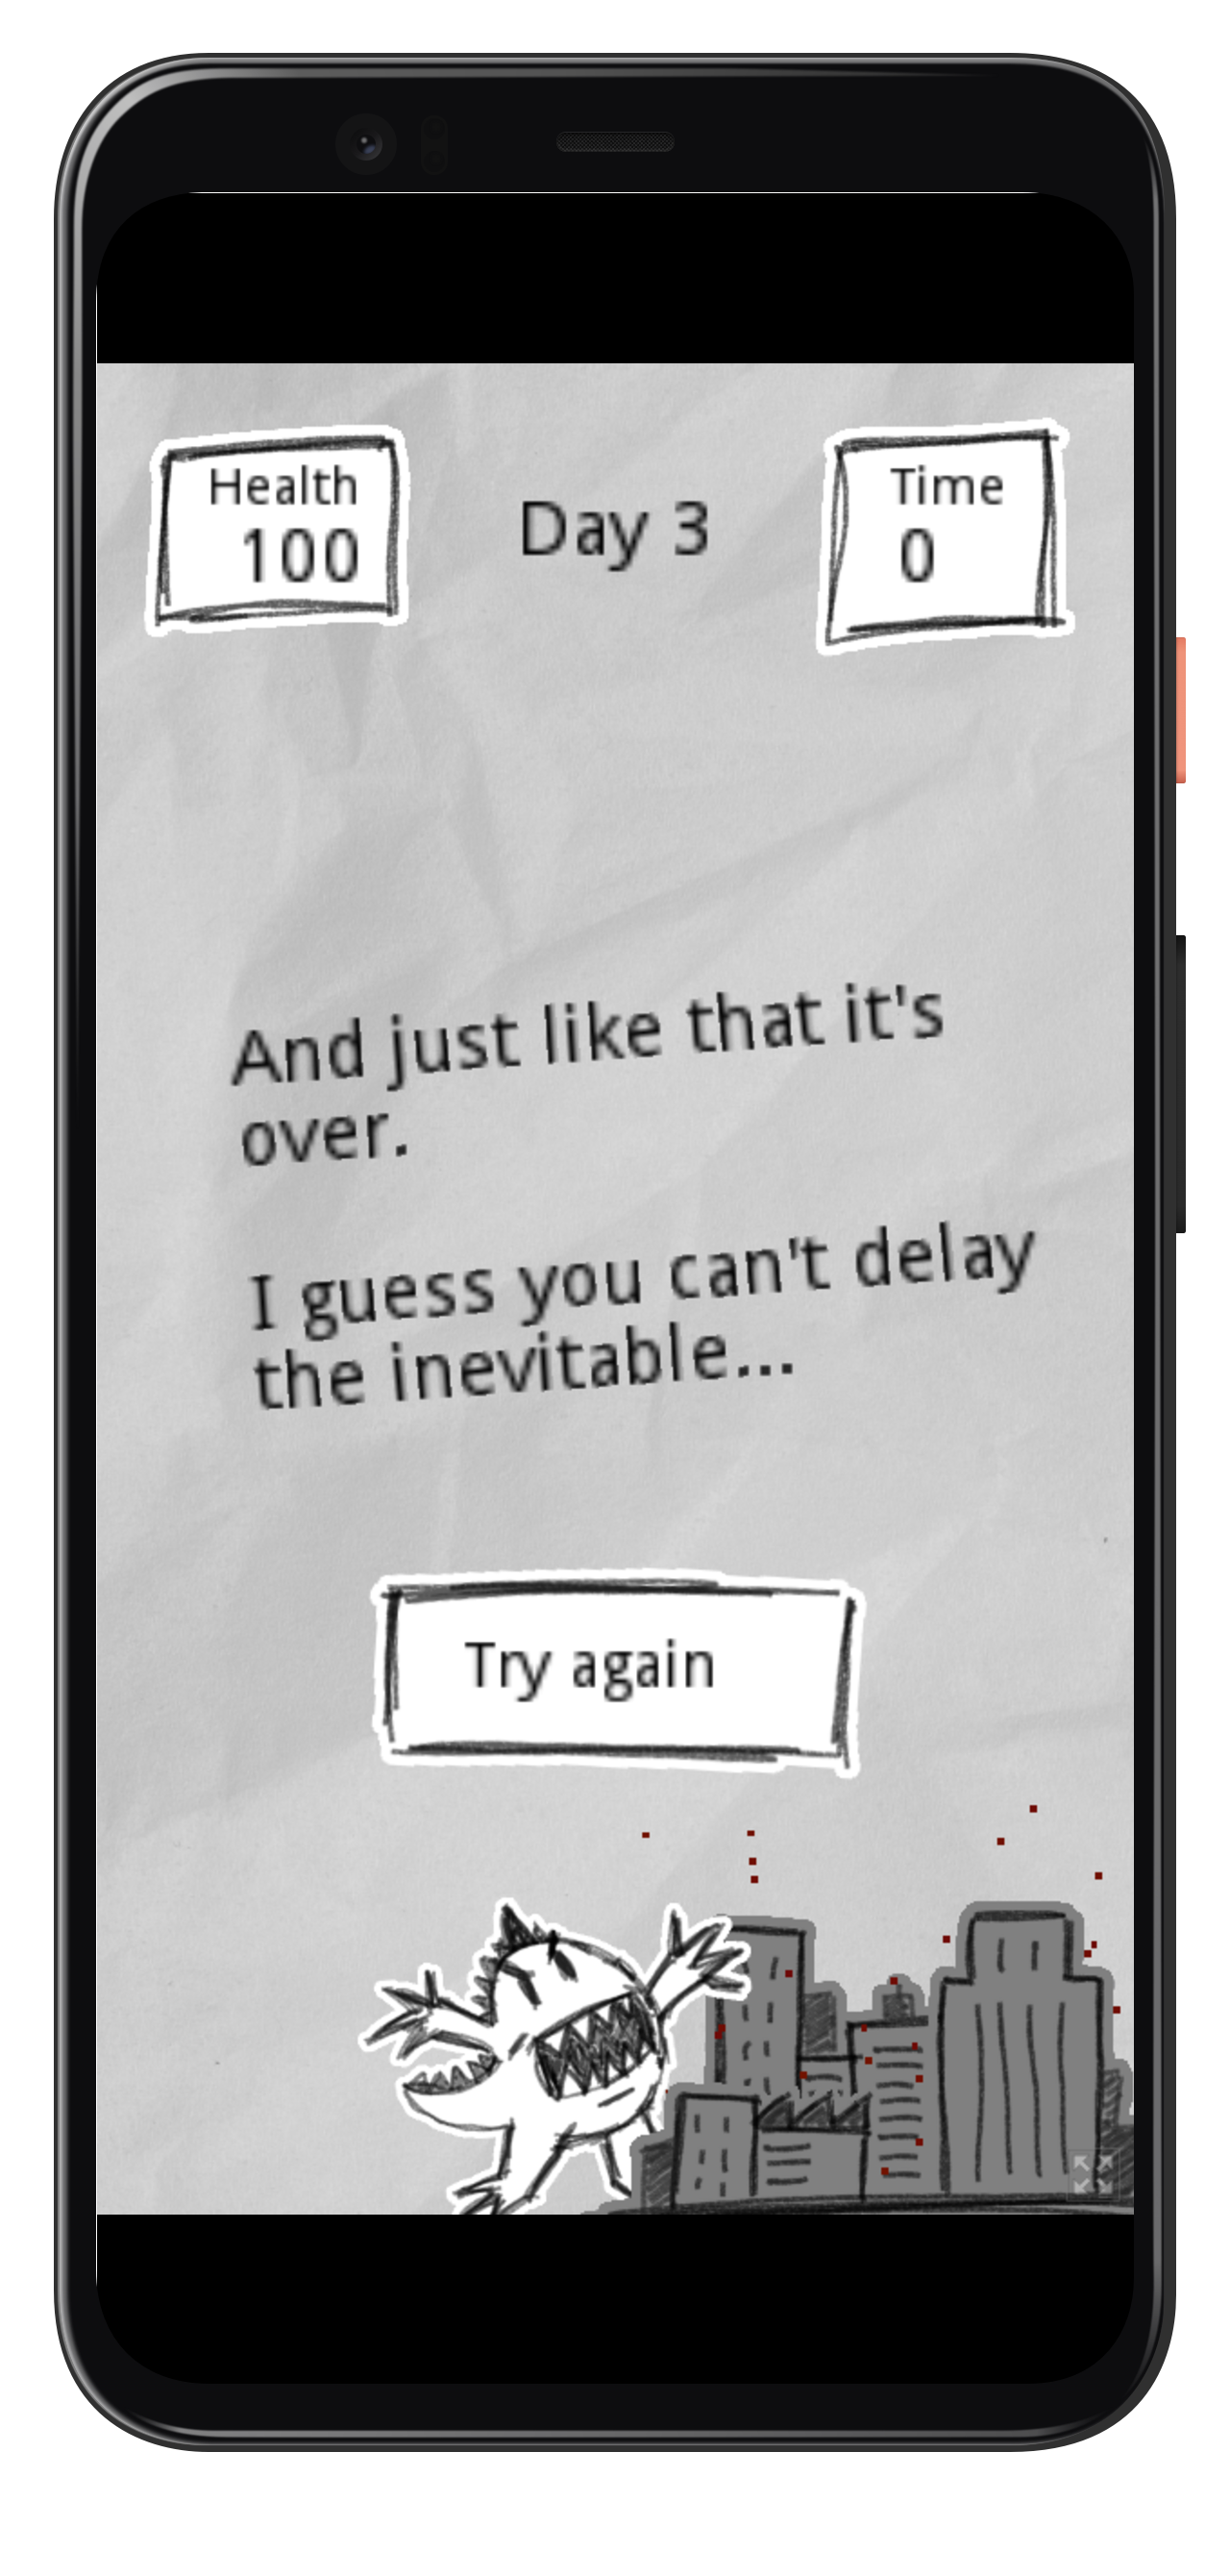 Health
100
Day 3
Time
0
And just like that it's
over.
I guess you can't delay
the inevitable...
Try again